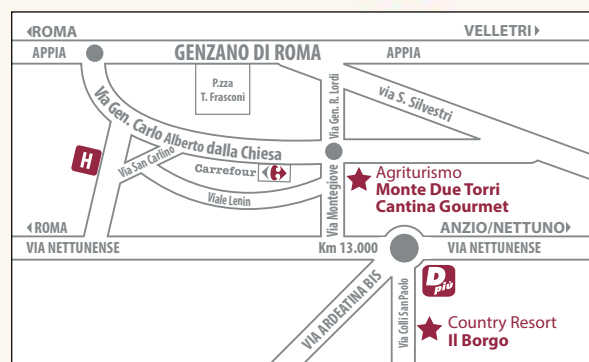 ROMA
VELLETRI
APPIA
GENZANO DI ROMA
APPIA
P.zza
T. Frasconi
Via Gen. R. Lordi
via S. Silvestri
Via Gen. Carlo Alberto dalla Chiesa
H
Via San Carlino
Carrefour
Viale Lenin
Via Montegiove
Agriturismo
Monte Due Torri
Cantina Gourmet
ROMA
ANZIO/NETTUNO
VIA NETTUNENSE
Km 13.000
VIA NETTUNENSE
D più
VIA ARDEATINA BIS
Via Colli San Paolo
Country Resort
Il Borgo